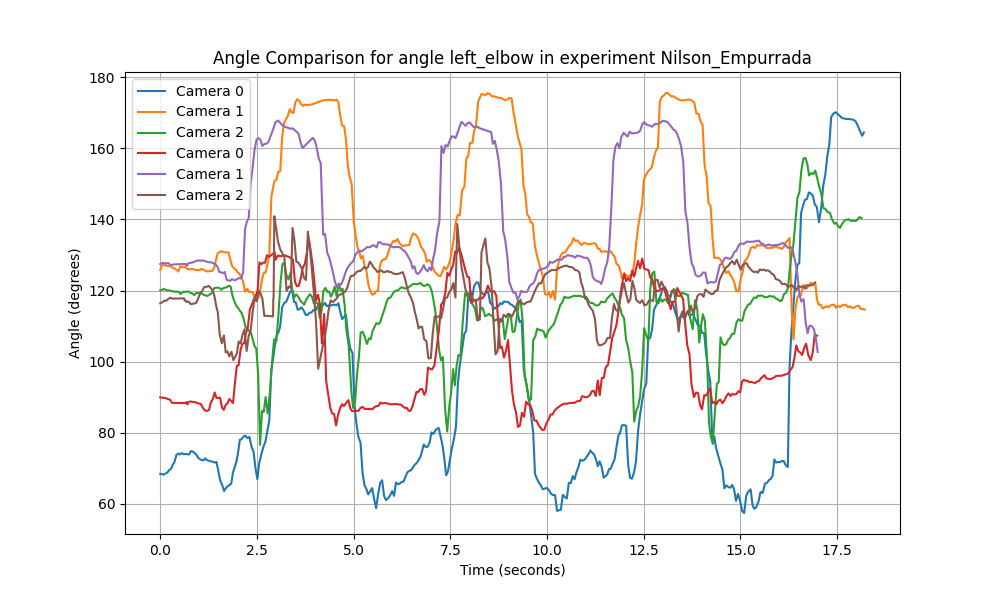 Angle Comparison for angle left_elbow in experiment Nilson_Empurrada
Camera 0
Camera 1
Camera 2
Camera 0
Camera 1
Camera 2
180
160
140
120
100
80
60
Angle (degrees)
0.0 2.5 5.0 7.5 10.0 12.5 15.0 17.5
Time (seconds)